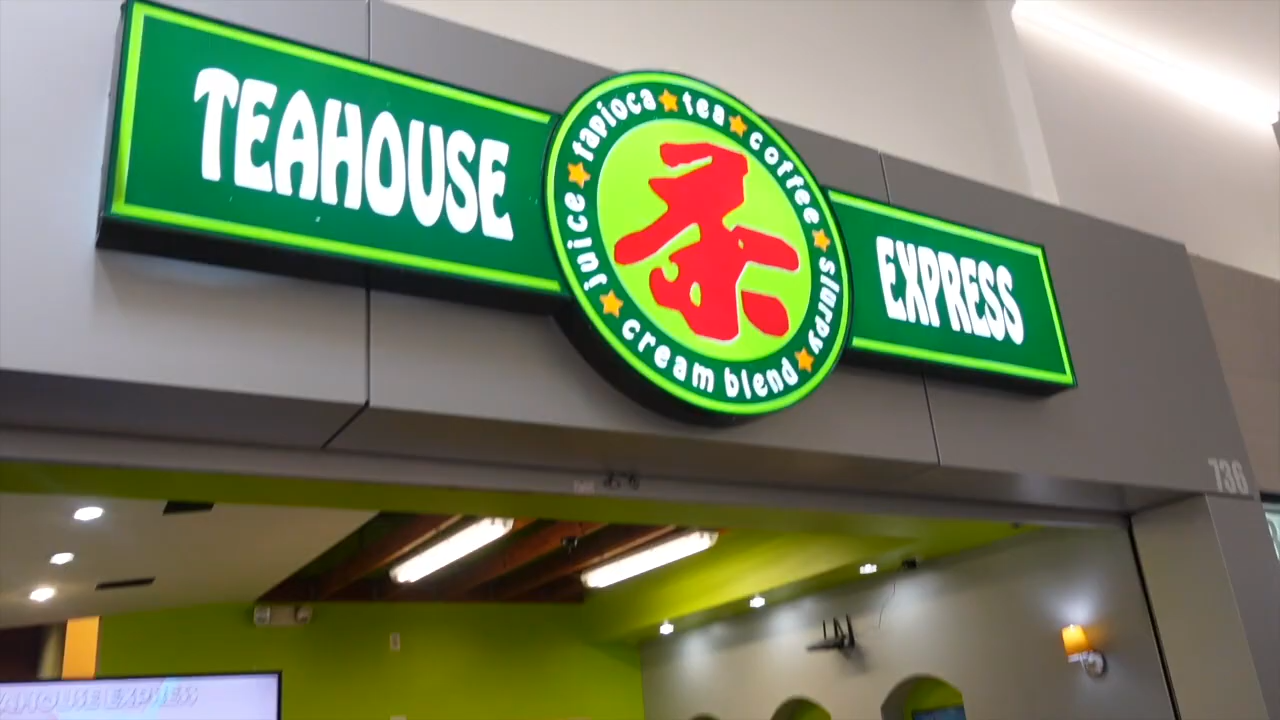 TEAHOUSE
tapioca ★ tea ★ coffee ★ slurpy ★ cream blend ★ juice ★
茶
EXPRESS
736
TEAHOUSE EXPRESS